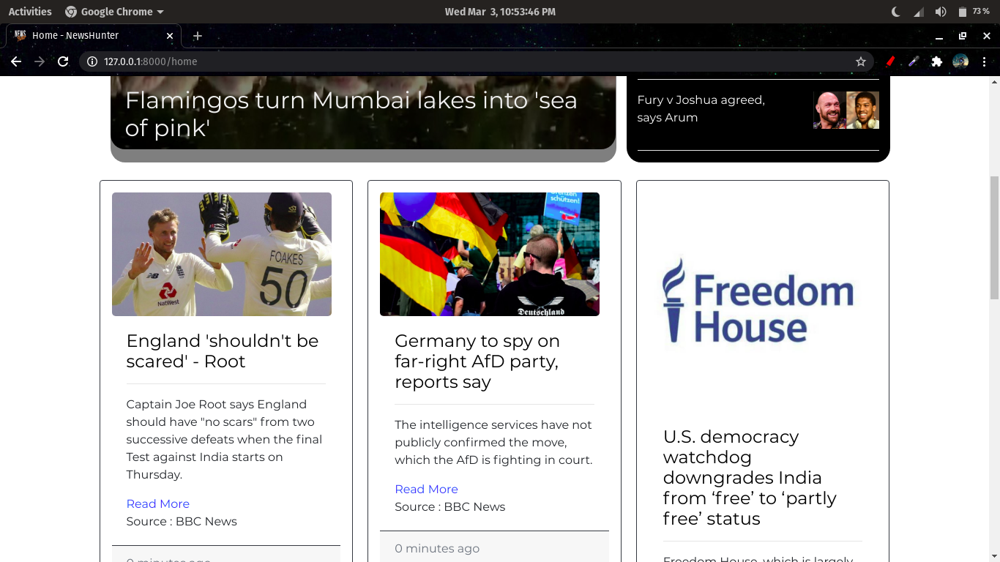 Activities
Google Chrome
Wed Mar 3, 10:53:46 PM
73 %
NEWS
Home - NewsHunter
127.0.0.1:8000/home
Flamingos turn Mumbai lakes into 'sea
of pink'
Fury v Joshua agreed,
says Arum
FOAKES
50
NatWest
England 'shouldn't be
scared' - Root
Captain Joe Root says England
should have "no scars" from two
successive defeats when the final
Test against India starts on
Thursday.
Read More
Source : BBC News
0 minutes ago
schützen!
Deutschland
Germany to spy on
far-right AfD party,
reports say
The intelligence services have not
publicly confirmed the move,
which the AfD is fighting in court.
Read More
Source : BBC News
0 minutes ago
Freedom
House
U.S. democracy
watchdog
downgrades India
from ‘free’ to ‘partly
free’ status
Freedom House, which is largely